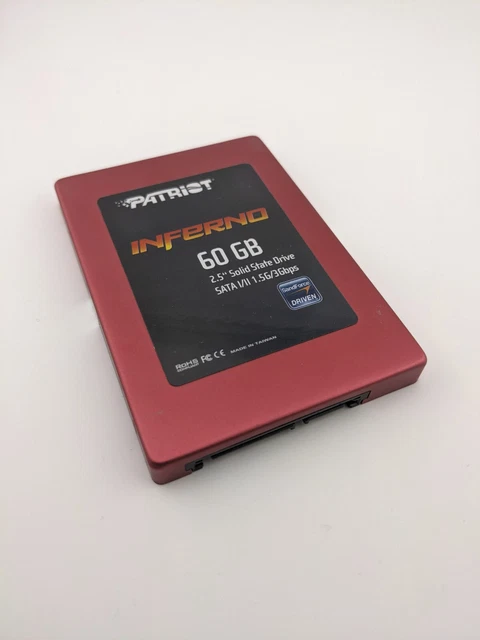 PATRIOT
INFERNO
60 GB
2.5" Solid State Drive
SATA I/II 1.5G/3Gbps
SandForce
DRIVEN
RoHS
COMPLIANT
FC CE MADE IN TAIWAN